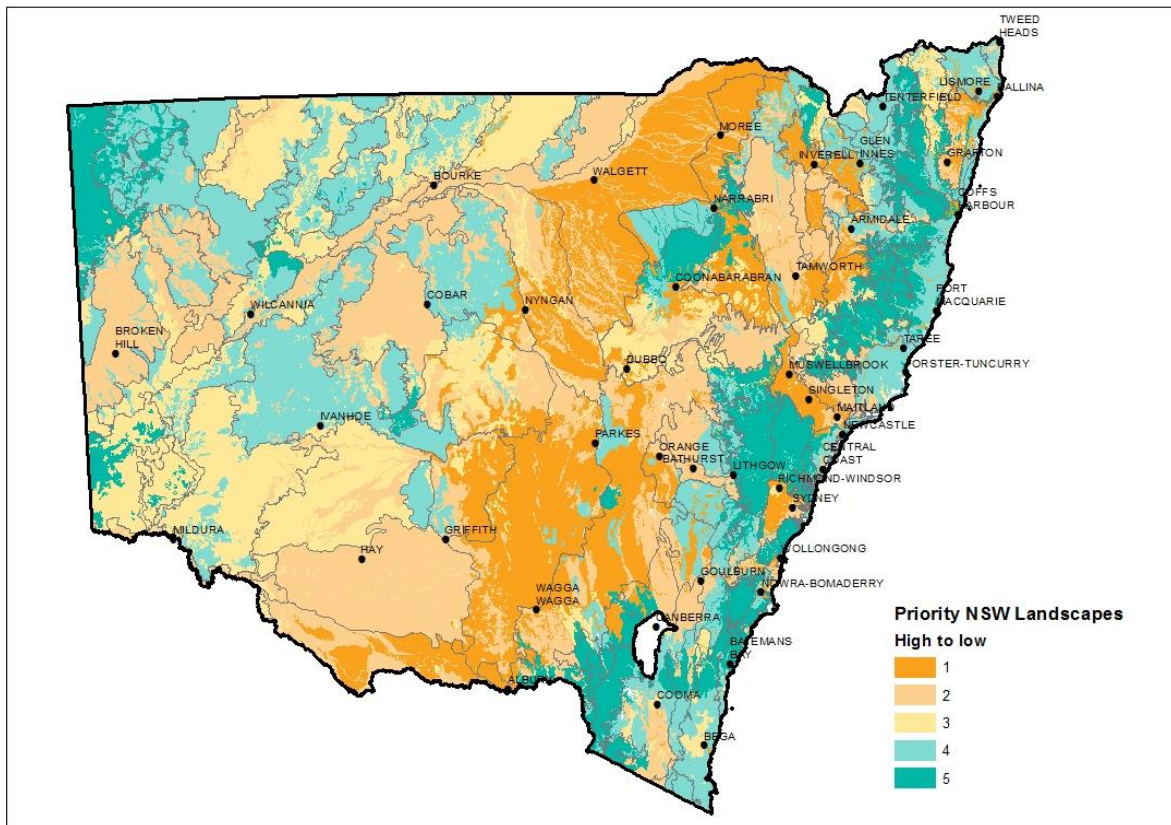 TWEED
HEADS
LISMORE
BALLINA
TENTERFIELD
MOREE
GLEN
INNES
INVERELL
GRAFTON
WALGETT
BOURKE
NARRABRI
COFFS
HARBOUR
ARMIDALE
COONABARABRAN
TAMWORTH
PORT
MACQUARIE
COBAR
NYNGAN
WILCANNIA
BROKEN
HILL
TAREE
DUBBO
MUSWELLBROOK
FORSTER-TUNCURRY
SINGLETON
MAITLAND
NEWCASTLE
IVANHOE
PARKES
ORANGE
BATHURST
CENTRAL
COAST
LITHGOW
RICHMOND-WINDSOR
SYDNEY
MILDURA
GRIFFITH
HAY
WOLLONGONG
GOULBURN
NOWRA-BOMADERRY
WAGGA
WAGGA
CANBERRA
BATEMANS
BAY
ALBURY
COOMA
BEGA
Priority NSW Landscapes
High to low
1
2
3
4
5